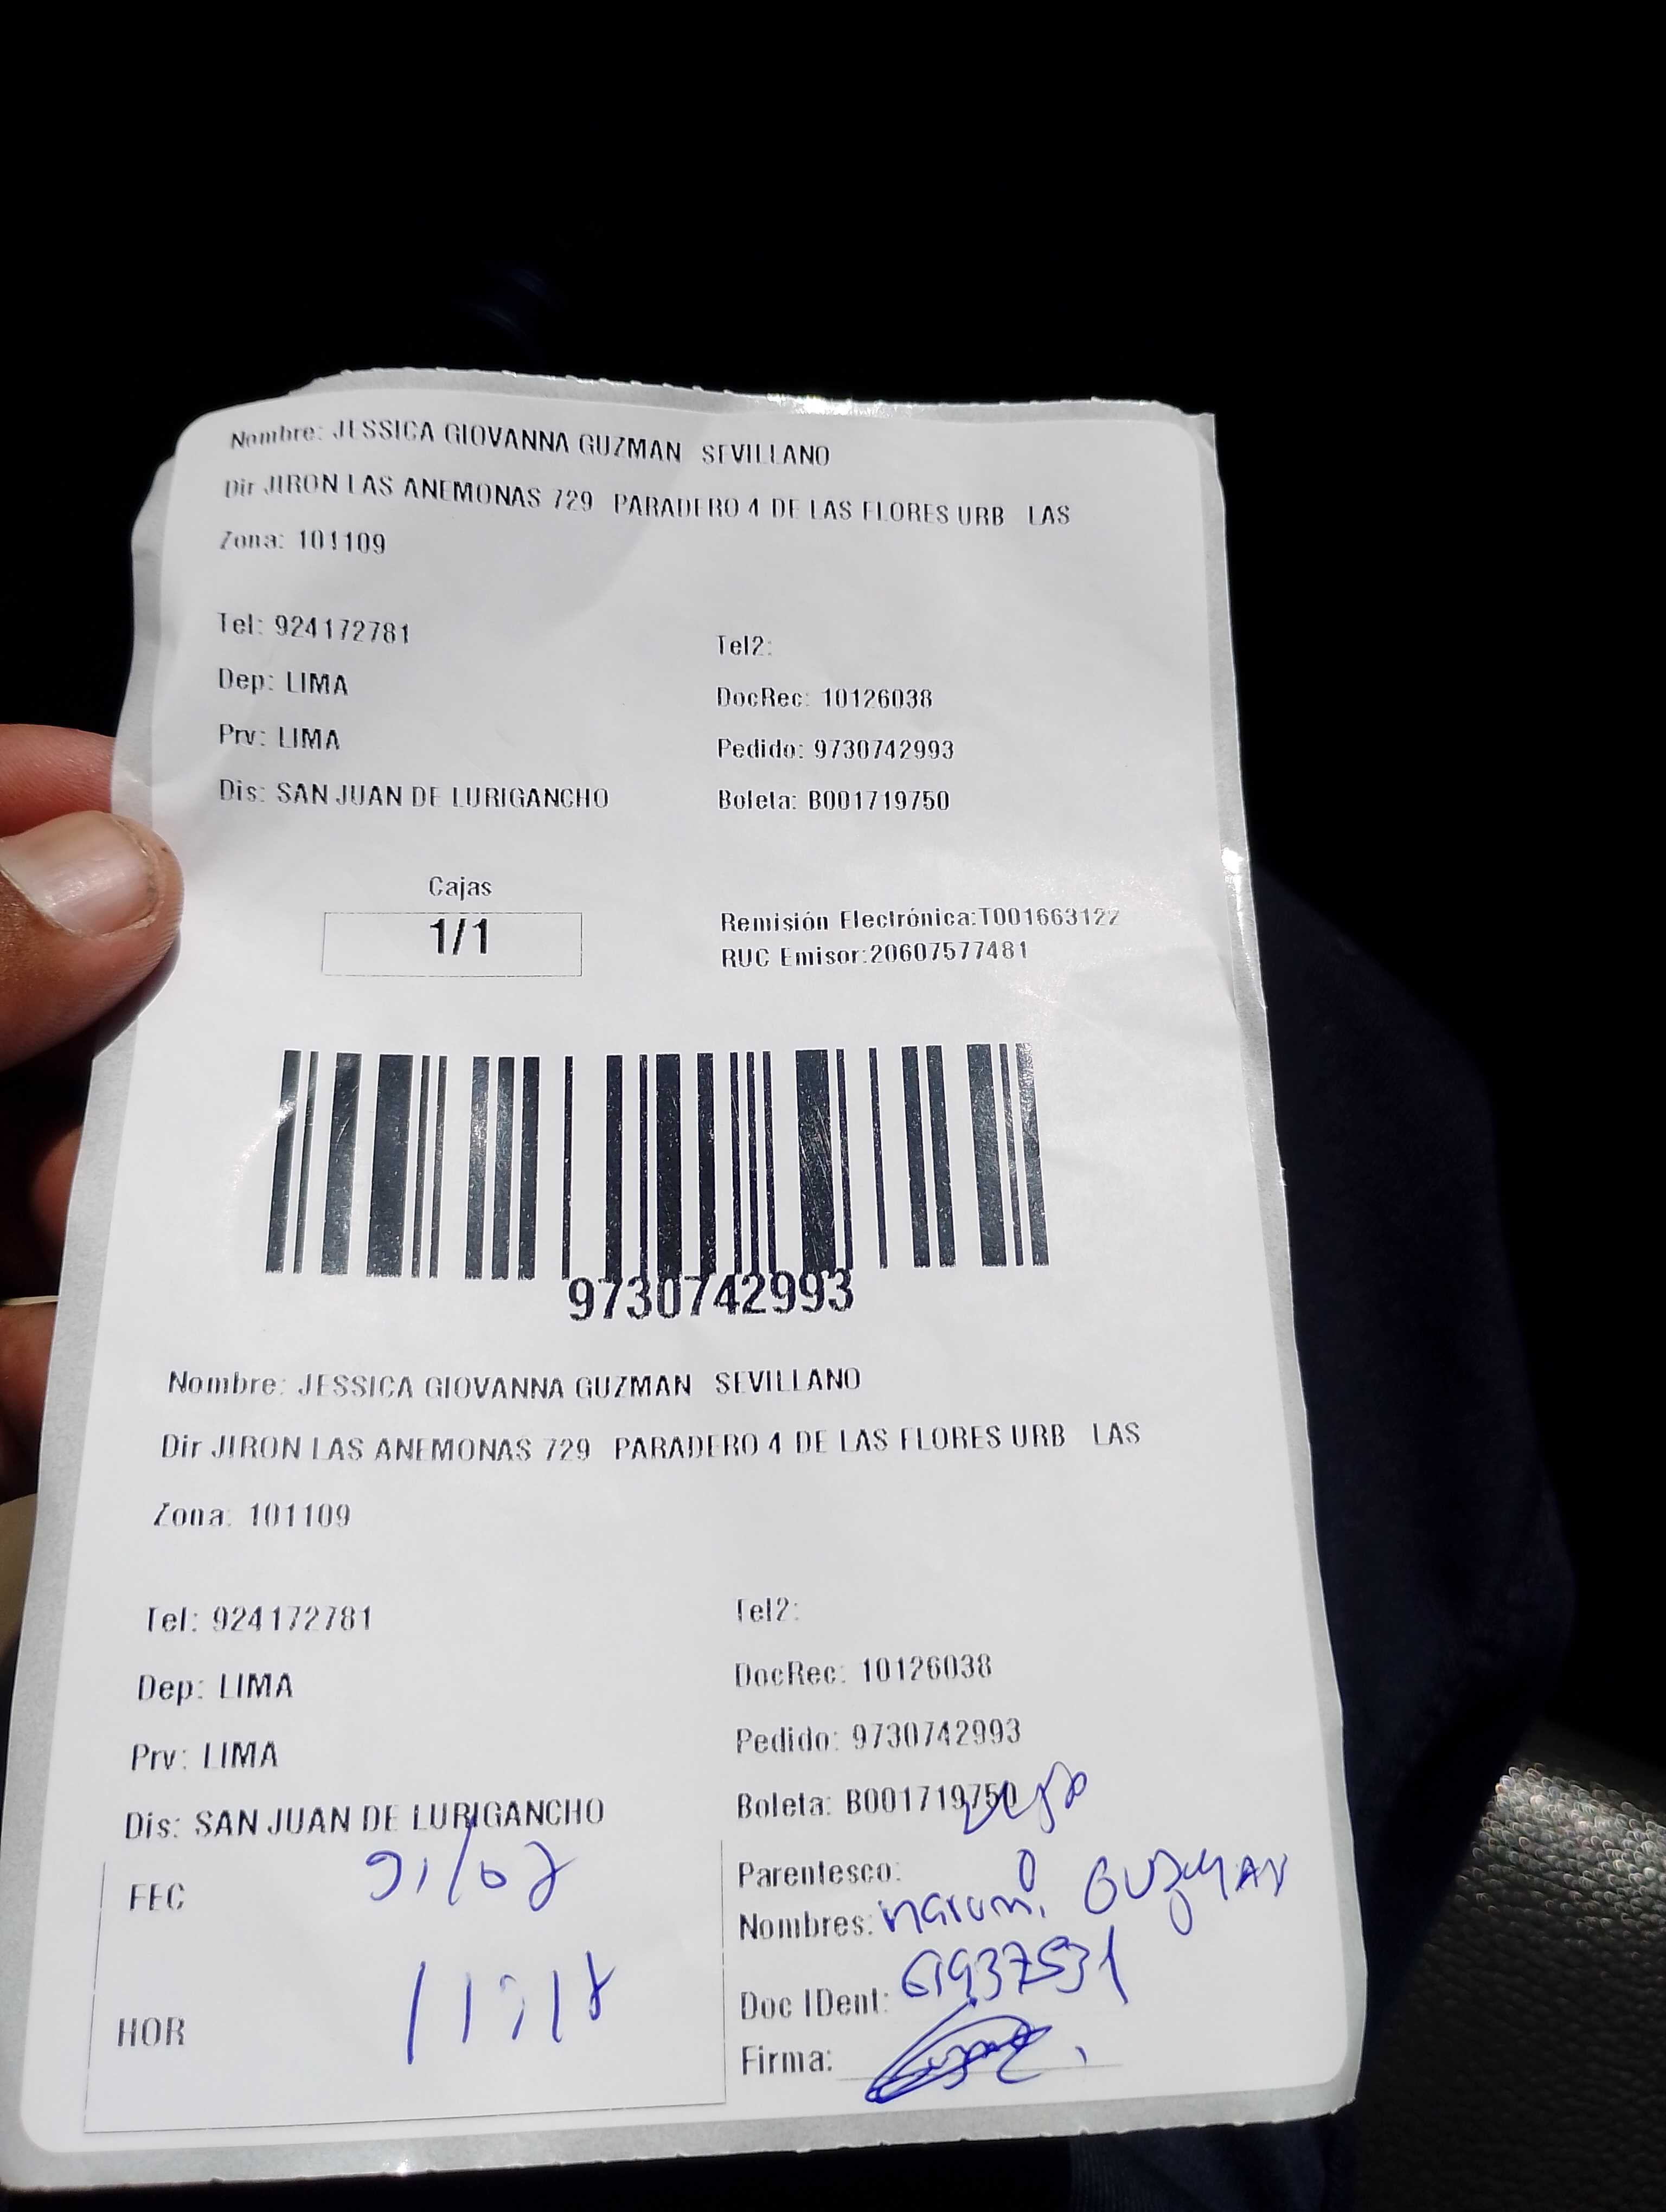 Nombre: JESSICA GIOVANNA GUZMAN SEVILLANO
Dir JIRON LAS ANEMONAS 729 PARADERO 4 DE LAS FLORES URB LAS
Zona: 101109
Tel: 924172781
Tel2:
Dep: LIMA
DocRec: 10126038
Prv: LIMA
Pedido: 9730742993
Dis: SAN JUAN DE LURIGANCHO
Boleta: B001719750
Cajas
1/1
Remisión Electrónica:T001663122
RUC Emisor:20607577481
9730742993
Nombre: JESSICA GIOVANNA GUZMAN SEVILLANO
Dir JIRON LAS ANEMONAS 729 PARADERO 4 DE LAS FLORES URB LAS
Zona: 101109
Tel: 924172781
Tel2:
Dep: LIMA
DocRec: 10126038
Prv: LIMA
Pedido: 9730742993
Dis: SAN JUAN DE LURIGANCHO
Boleta: B001719750
FEC
Parentesco:
Nombres: GUZMAN
HOR
Doc IDent: 61937531
Firma: